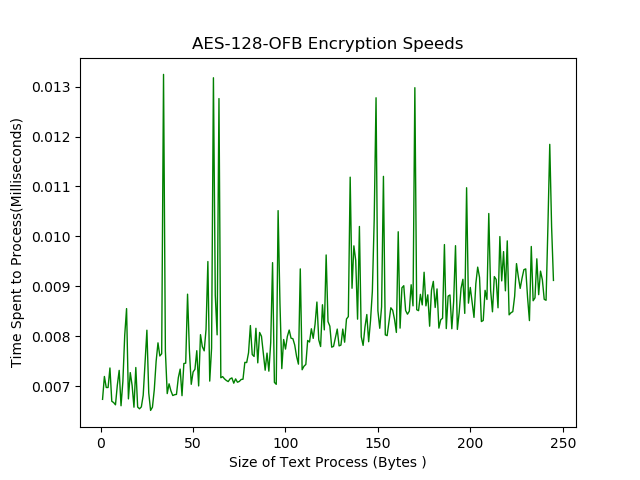 AES-128-OFB Encryption Speeds
0.013
0.012
0.011
0.010
0.009
0.008
0.007
Time Spent to Process(Milliseconds)
0 50 100 150 200 250
Size of Text Process (Bytes )